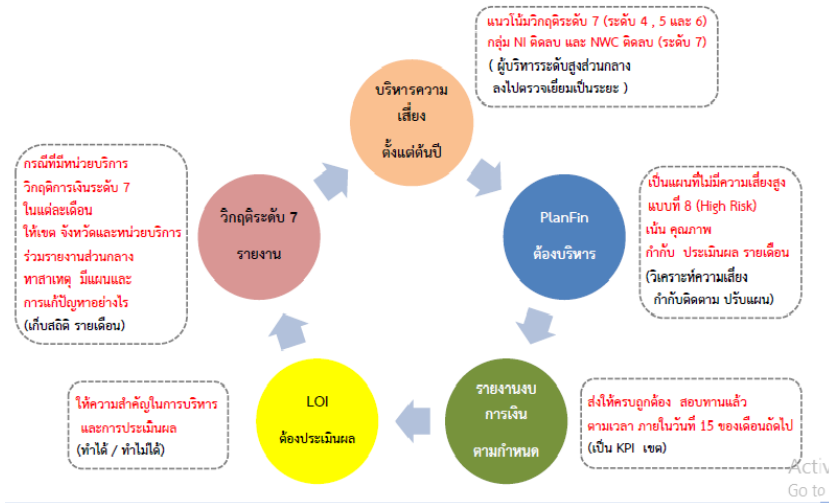 แนวโน้มวิกฤติระดับ 7 (ระดับ 4 , 5 และ 6)
กลุ่ม NI ติดลบ และ NWC ติดลบ (ระดับ 7)
( ผู้บริหารระดับสูงส่วนกลาง
ลงไปตรวจเยี่ยมเป็นระยะ )
บริหารความ
เสี่ยง
ตั้งแต่ต้นปี
กรณีที่มีหน่วยบริการ
วิกฤติการเงินระดับ 7
ในแต่ละเดือน
ให้เขต จังหวัดและหน่วยบริการ
ร่วมรายงานส่วนกลาง
หาสาเหตุ มีแผนและ
การแก้ปัญหาอย่างไร
(เก็บสถิติ รายเดือน)
วิกฤติระดับ 7
รายงาน
PlanFin
ต้องบริหาร
เป็นแผนที่ไม่มีความเสี่ยงสูง
แบบที่ 8 (High Risk)
เน้น คุณภาพ
กำกับ ประเมินผล รายเดือน
(วิเคราะห์ความเสี่ยง
กำกับติดตาม ปรับแผน)
ให้ความสำคัญในการบริหาร
และการประเมินผล
(ทำได้ / ทำไม่ได้)
LOI
ต้องประเมินผล
รายงานงบ
การเงิน
ตามกำหนด
ส่งให้ครบถูกต้อง สอบทานแล้ว
ตามเวลา ภายในวันที่ 15 ของเดือนถัดไป
(เป็น KPI เขต)
Go to